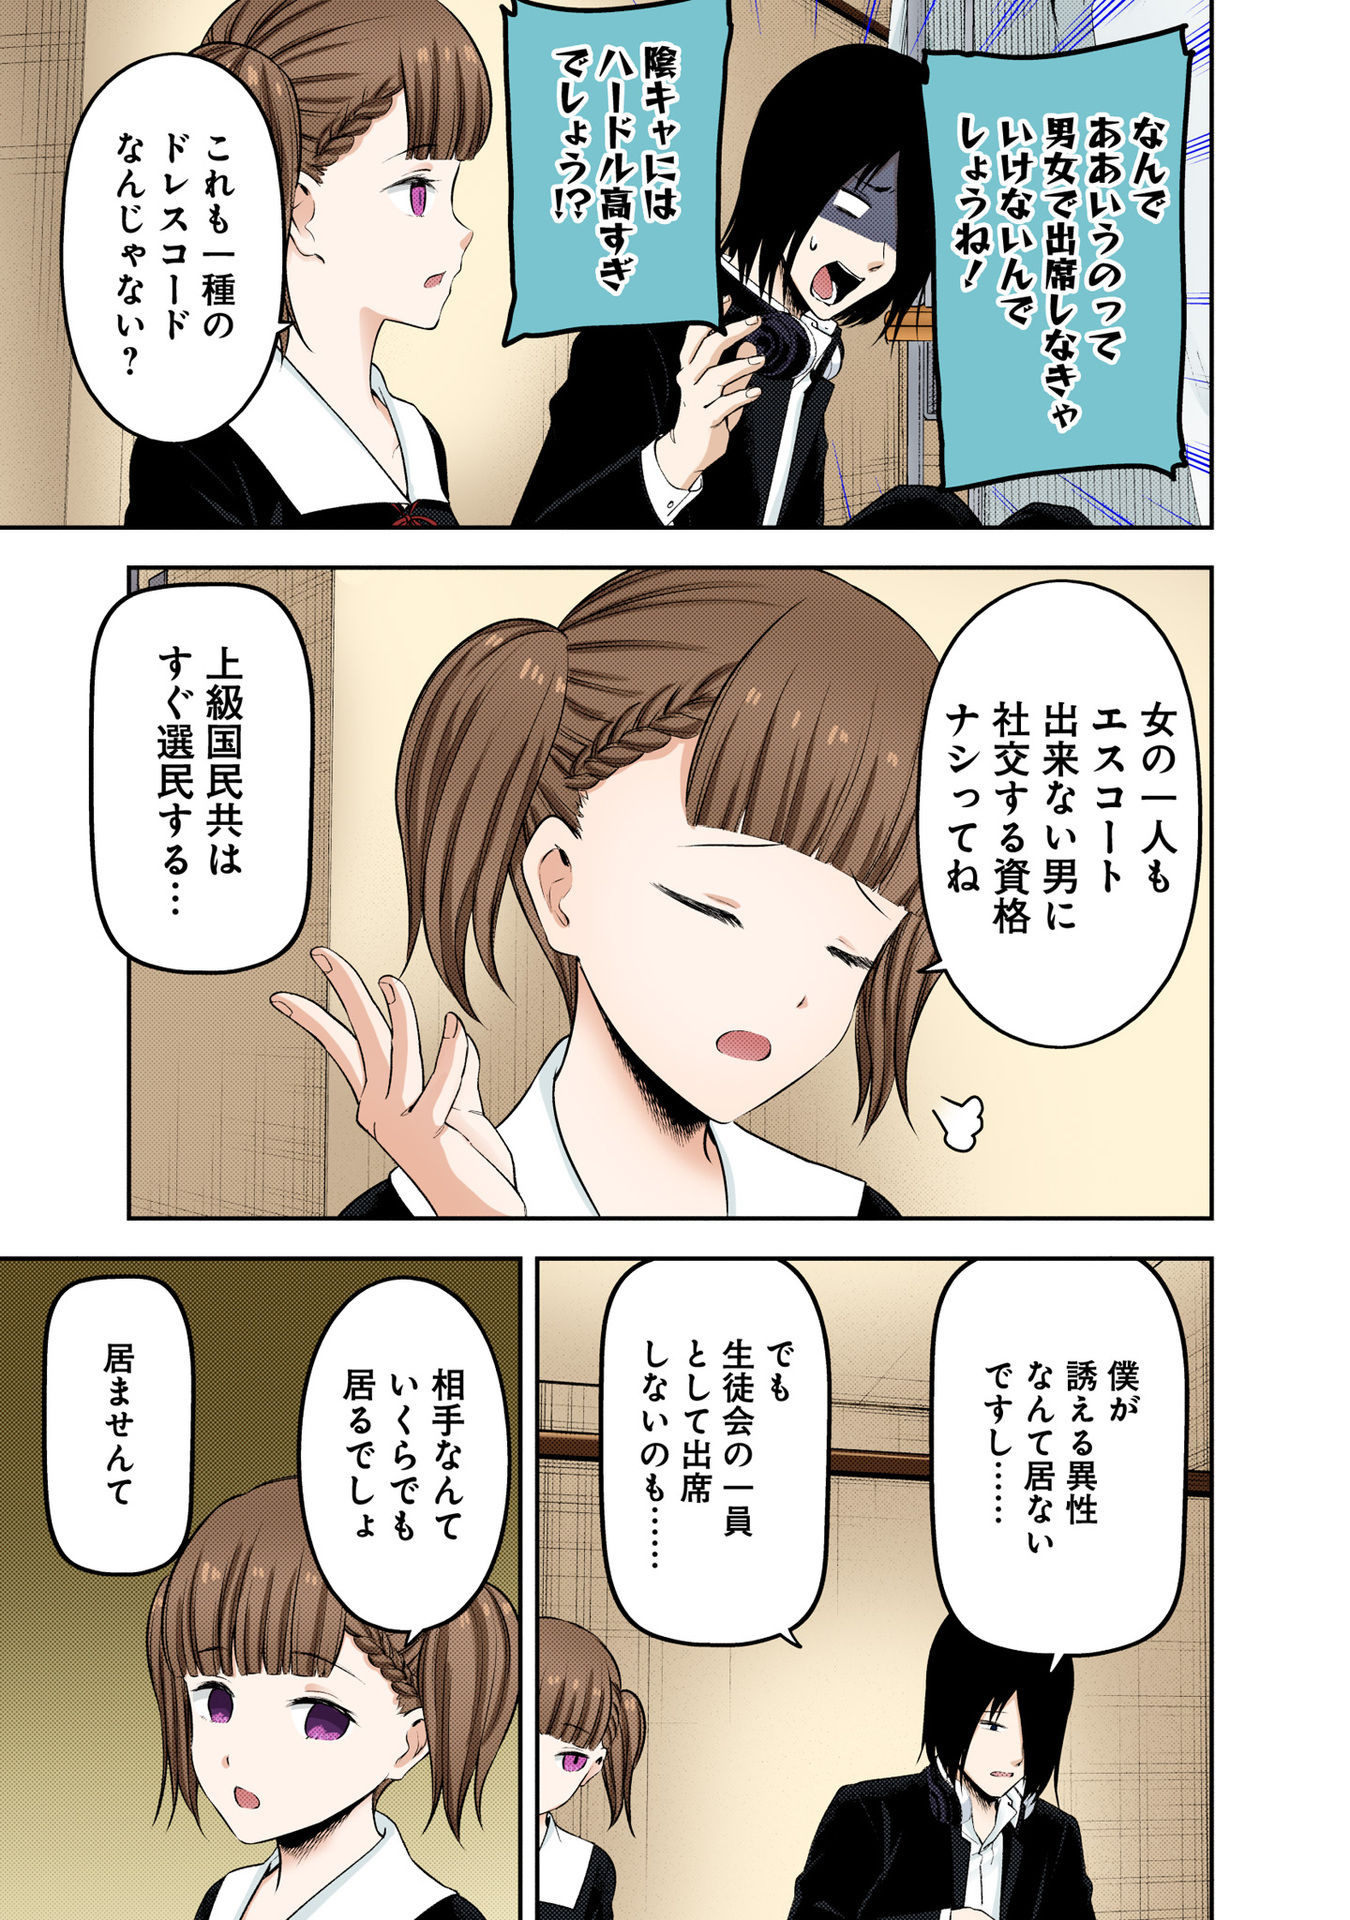 なんで
ああいうのって
男女で出席しなきゃ
いけないんで
しょうね!
陰キャには
ハードル高すぎ
でしょう!?
これも一種の
ドレスコード
なんじゃない?
女の一人も
エスコート
出来ない男に
社交する資格
ナシってね
上級国民共は
すぐ選民する…
僕が
誘える異性
なんて居ない
ですし……
でも
生徒会の一員
として出席
しないのも……
相手なんて
いくらでも
居るでしょ
居ませんて